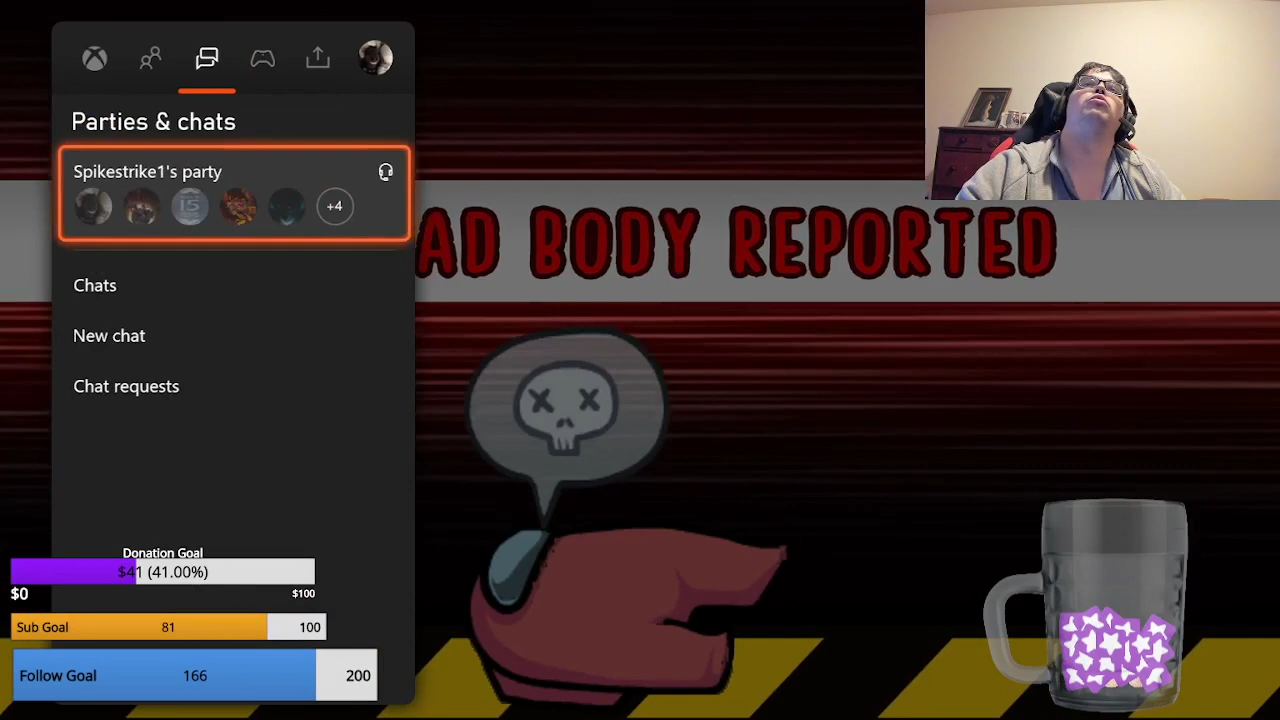 Parties & chats
Spikestrike1's party
15
+4
AD BODY REPORTED
Chats
New chat
Chat requests
Donation Goal
$41 (41.00%)
$0
$100
Sub Goal 81 100
Follow Goal 166 200